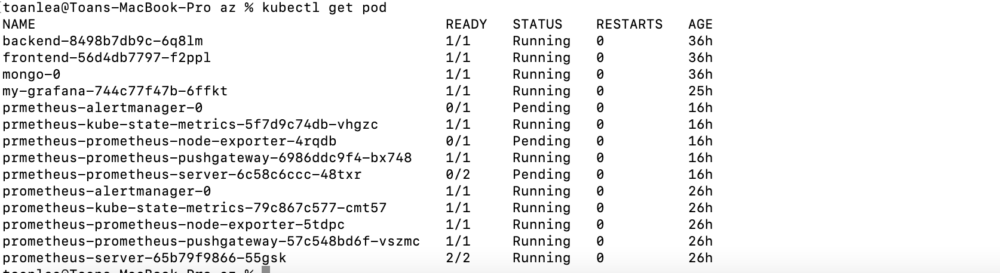 toanlea@Toans-MacBook-Pro az % kubectl get pod
NAME READY STATUS RESTARTS AGE
backend-8498b7db9c-6q8lm 1/1 Running 0 36h
frontend-56d4db7797-f2ppl 1/1 Running 0 36h
mongo-0 1/1 Running 0 36h
my-grafana-744c77f47b-6ffkt 1/1 Running 0 25h
prmetheus-alertmanager-0 0/1 Pending 0 16h
prmetheus-kube-state-metrics-5f7d9c74db-vhgzc 1/1 Running 0 16h
prmetheus-prometheus-node-exporter-4rqdb 0/1 Pending 0 16h
prmetheus-prometheus-pushgateway-6986ddc9f4-bx748 1/1 Running 0 16h
prmetheus-prometheus-server-6c58c6ccc-48txr 0/2 Pending 0 16h
prometheus-alertmanager-0 1/1 Running 0 26h
prometheus-kube-state-metrics-79c867c577-cmt57 1/1 Running 0 26h
prometheus-prometheus-node-exporter-5tdpc 1/1 Running 0 26h
prometheus-prometheus-pushgateway-57c548bd6f-vszmc 1/1 Running 0 26h
prometheus-server-65b79f9866-55gsk 2/2 Running 0 26h
toanlea@Toans-MacBook-Pro az %